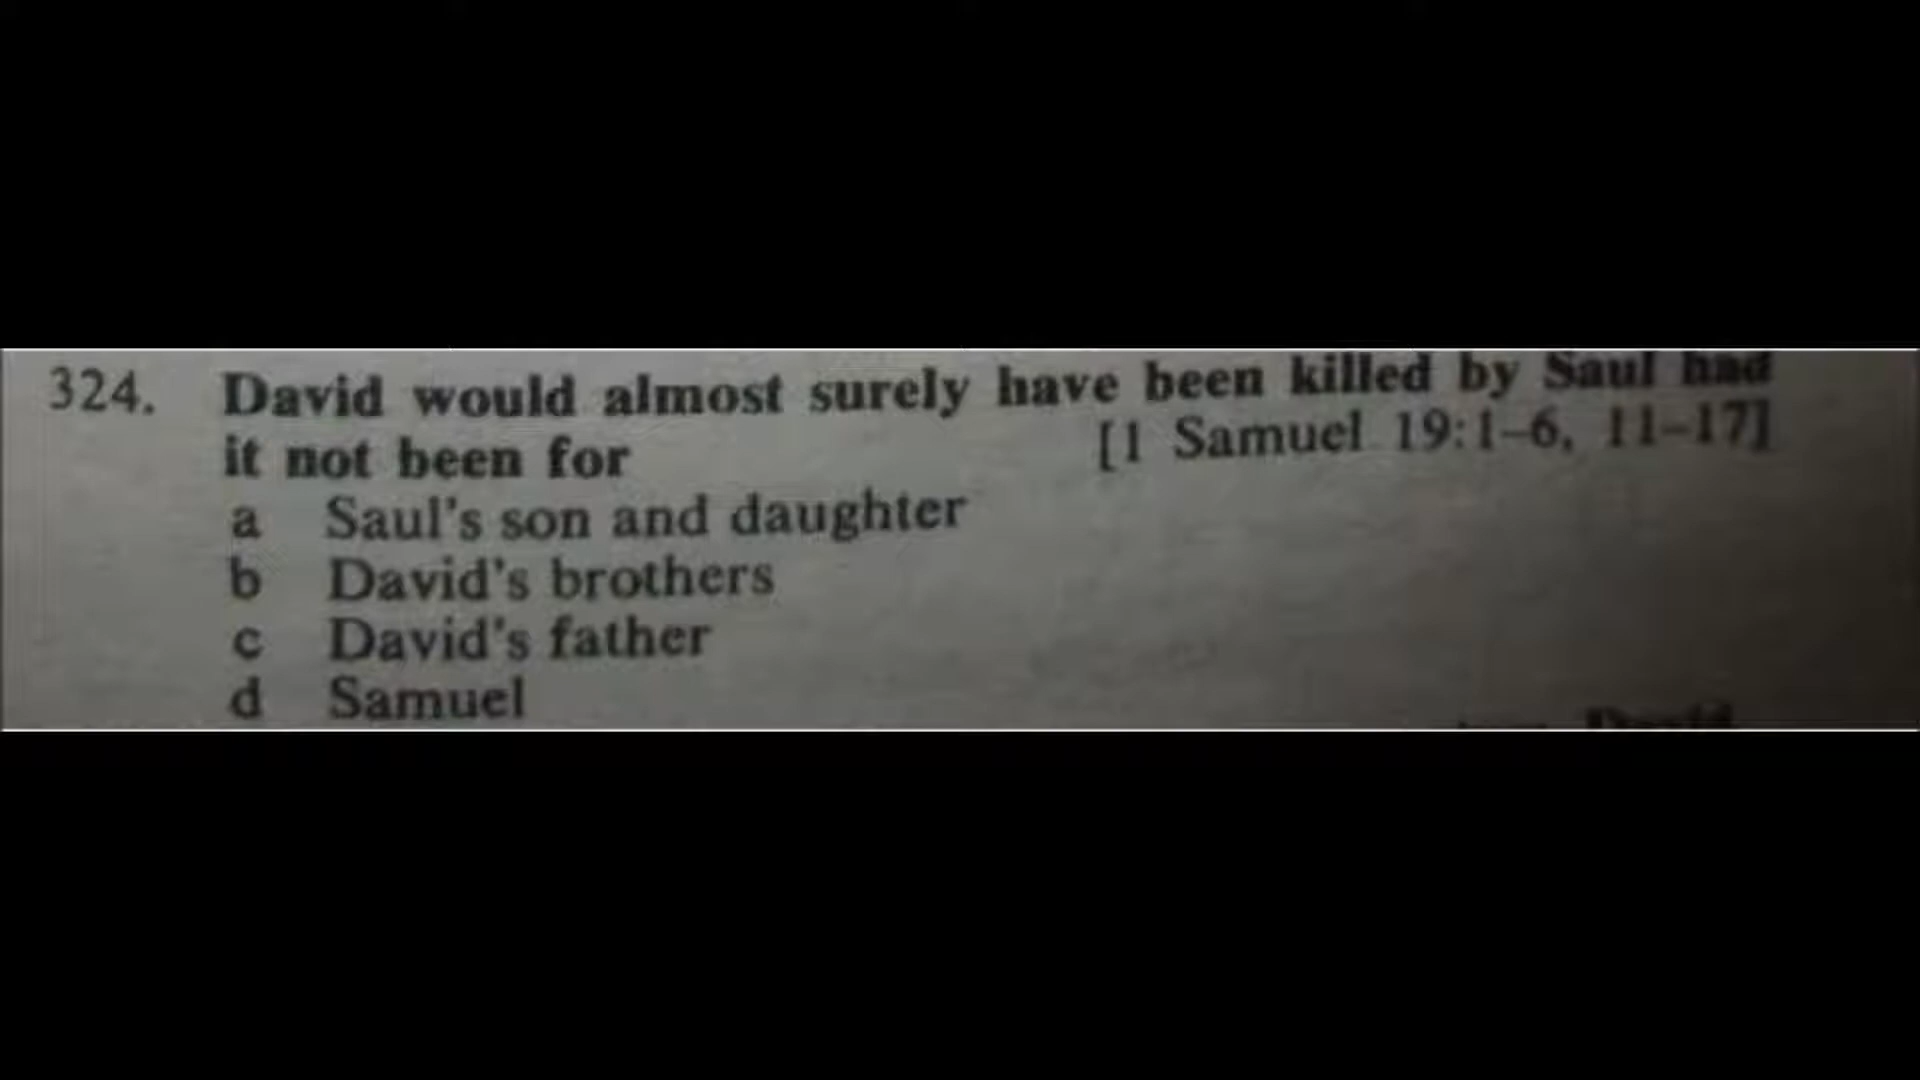 324. David would almost surely have been killed by Saul had
it not been for [1 Samuel 19:1–6, 11–17]
a Saul's son and daughter
b David's brothers
c David's father
d Samuel
David